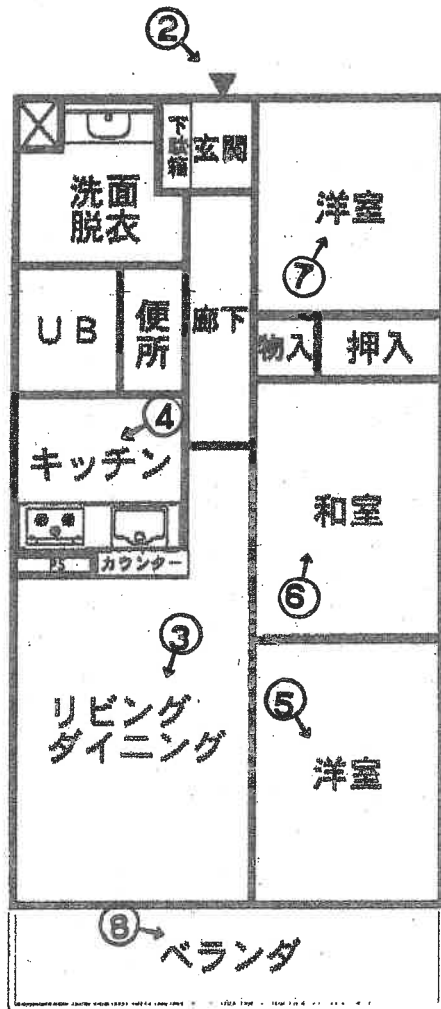 ②
下駄箱
玄関
洗面
脱衣
洋室
⑦
UB
便所
廊下
物入
押入
④
キッチン
和室
⑥
PS
カウンター
③
リビング
ダイニング
⑤
洋室
⑧
ベランダ